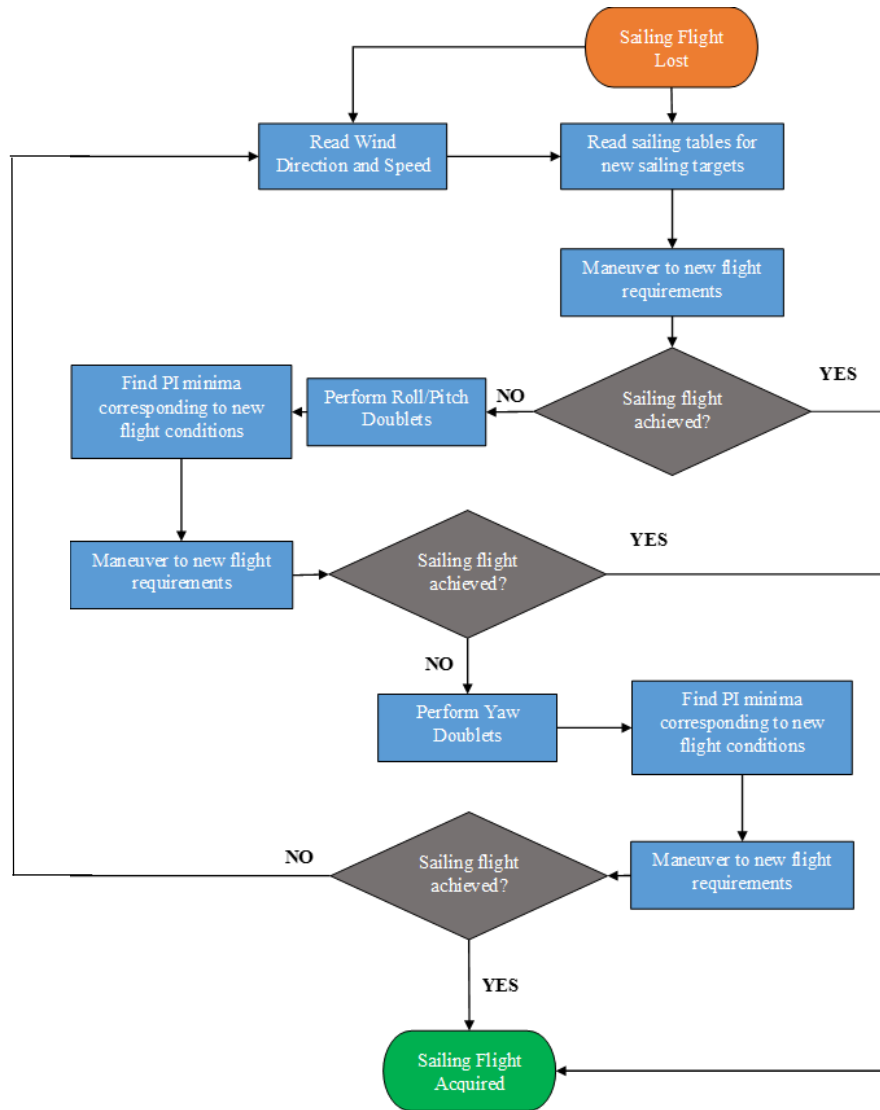 Sailing Flight
Lost
Read Wind
Direction and Speed
Read sailing tables for
new sailing targets
Maneuver to new flight
requirements
Sailing flight
achieved?
YES
NO
Perform Roll/Pitch
Doublets
Find PI minima
corresponding to new
flight conditions
Maneuver to new flight
requirements
Sailing flight
achieved?
YES
NO
Perform Yaw
Doublets
Find PI minima
corresponding to new
flight conditions
Maneuver to new flight
requirements
Sailing flight
achieved?
NO
YES
Sailing Flight
Acquired